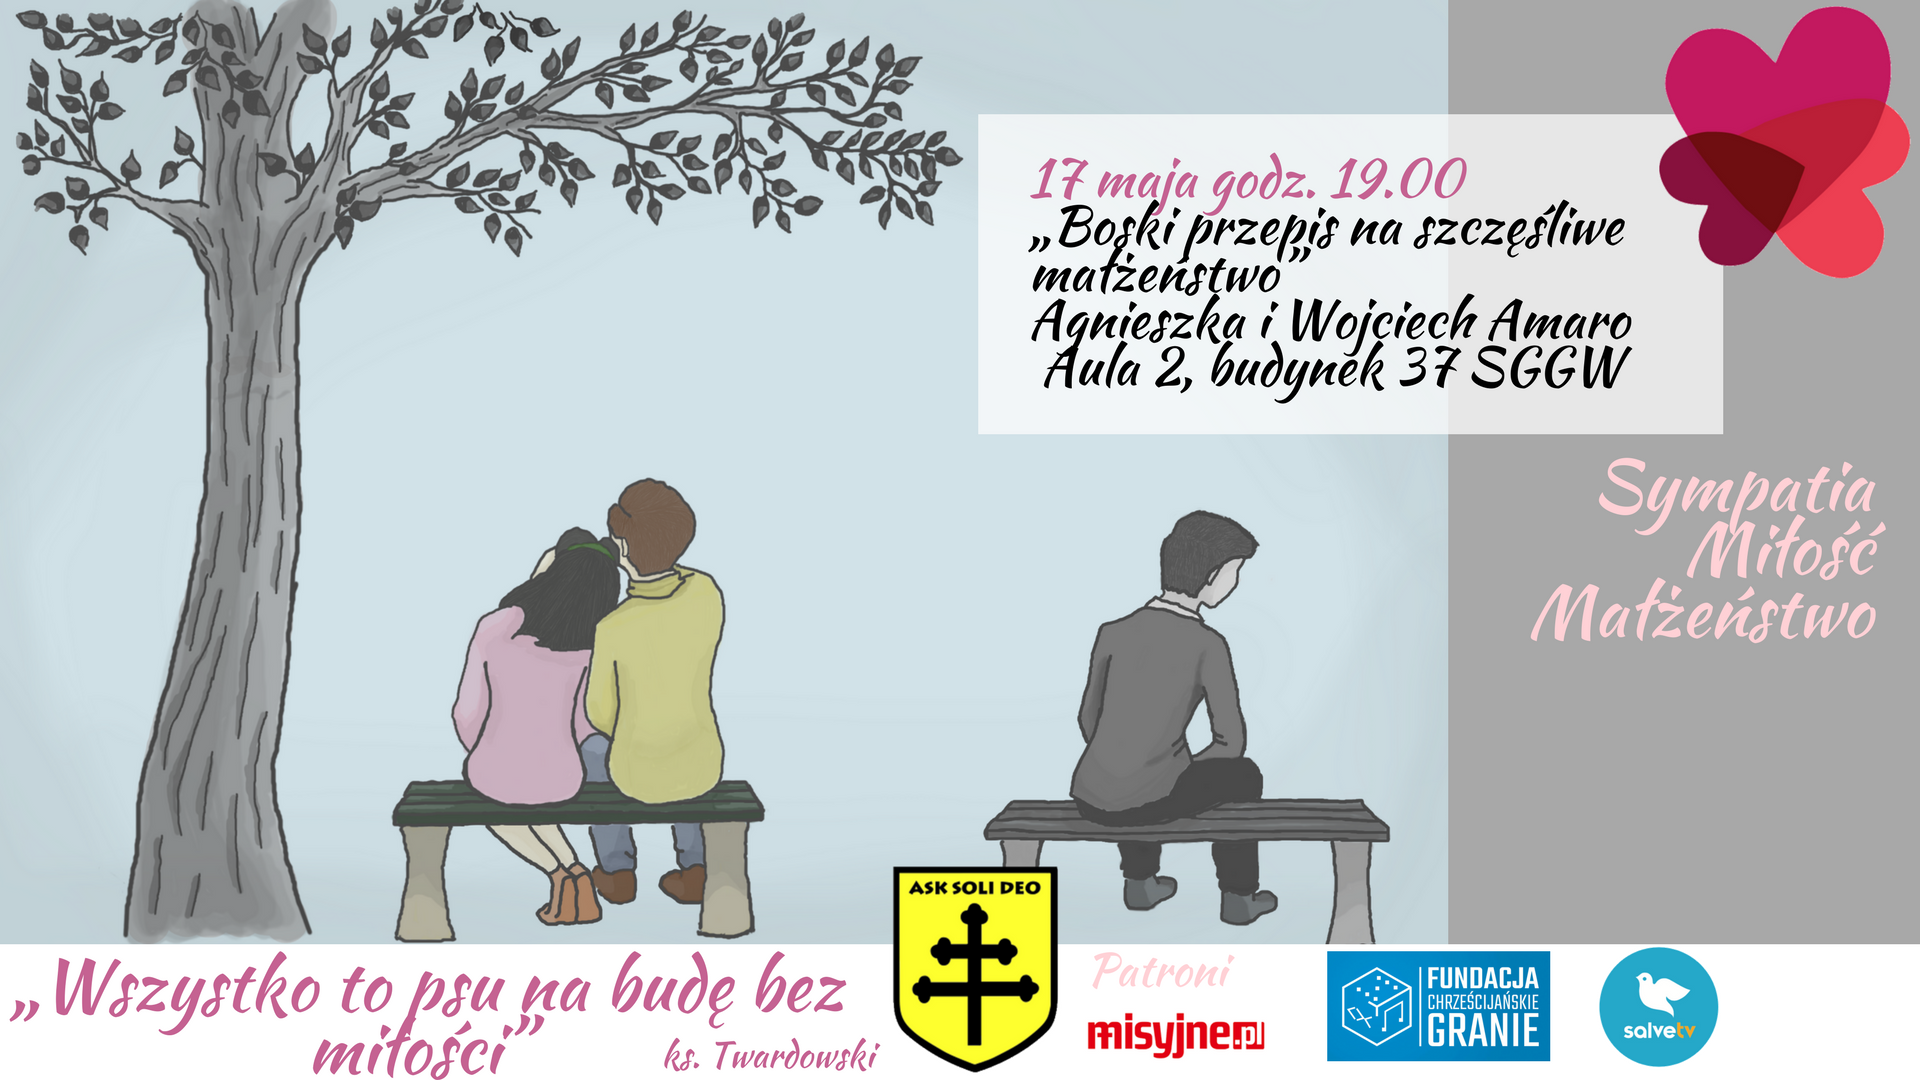 17 maja godz. 19.00
„Boski przepis na szczęśliwe
małżeństwo”
Agnieszka i Wojciech Amaro
Aula 2, budynek 37 SGGW
Sympatia
Miłość
Małżeństwo
„Wszystko to psu na budę bez
miłości”
ks. Twardowski
ASK SOLI DEO
Patroni
misyjne.pl
FUNDACJA
CHRZEŚCIJAŃSKIE
GRANIE
salvetv